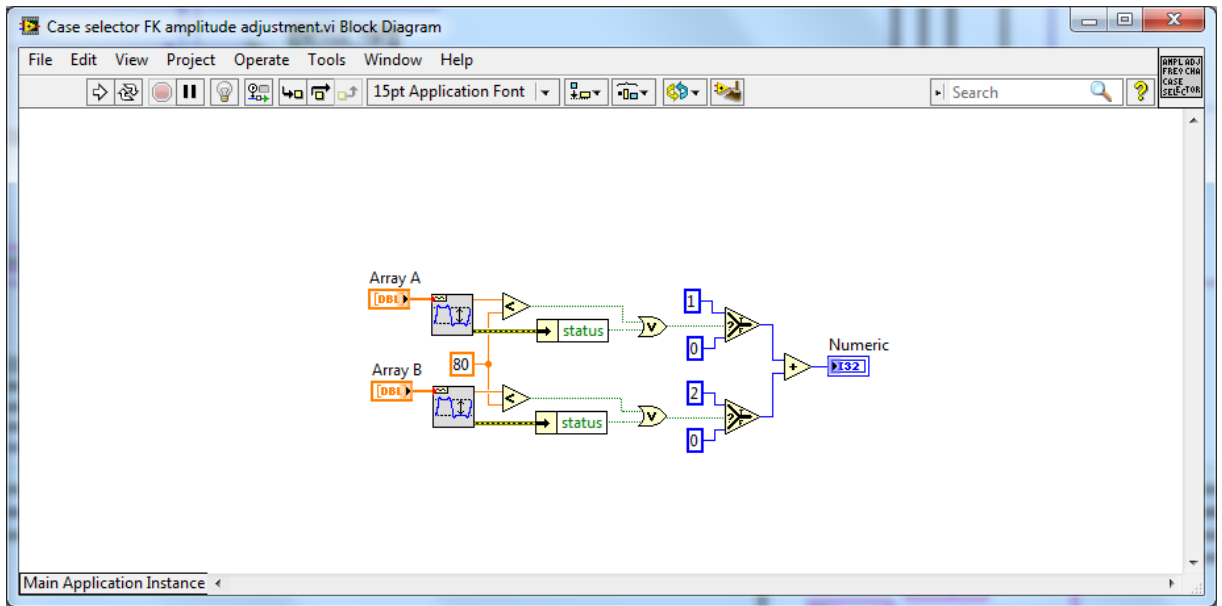 Case selector FK amplitude adjustment.vi Block Diagram
File Edit View Project Operate Tools Window Help
15pt Application Font
Search
AMPL ADJ
FREQ CHA
CASE
SELECTOR
Array A
[DBL]
1
status
V
0
Numeric
I32
80
Array B
[DBL]
2
status
V
0
Main Application Instance